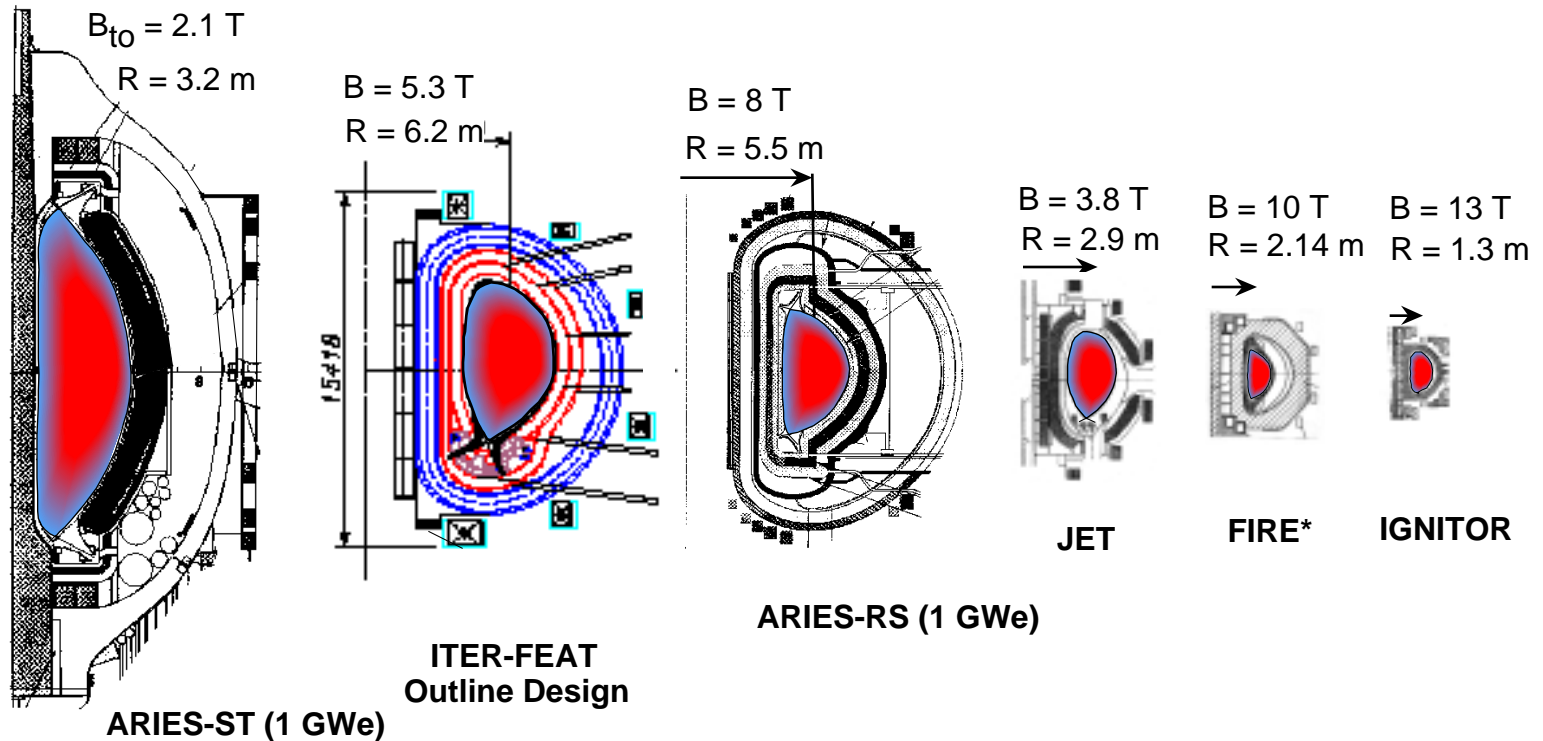 B_to = 2.1 T
R = 3.2 m
B = 5.3 T
R = 6.2 m
B = 8 T
R = 5.5 m
B = 3.8 T
R = 2.9 m
B = 10 T
R = 2.14 m
B = 13 T
R = 1.3 m
15418
8
JET
FIRE*
IGNITOR
ARIES-RS (1 GWe)
ITER-FEAT
Outline Design
ARIES-ST (1 GWe)